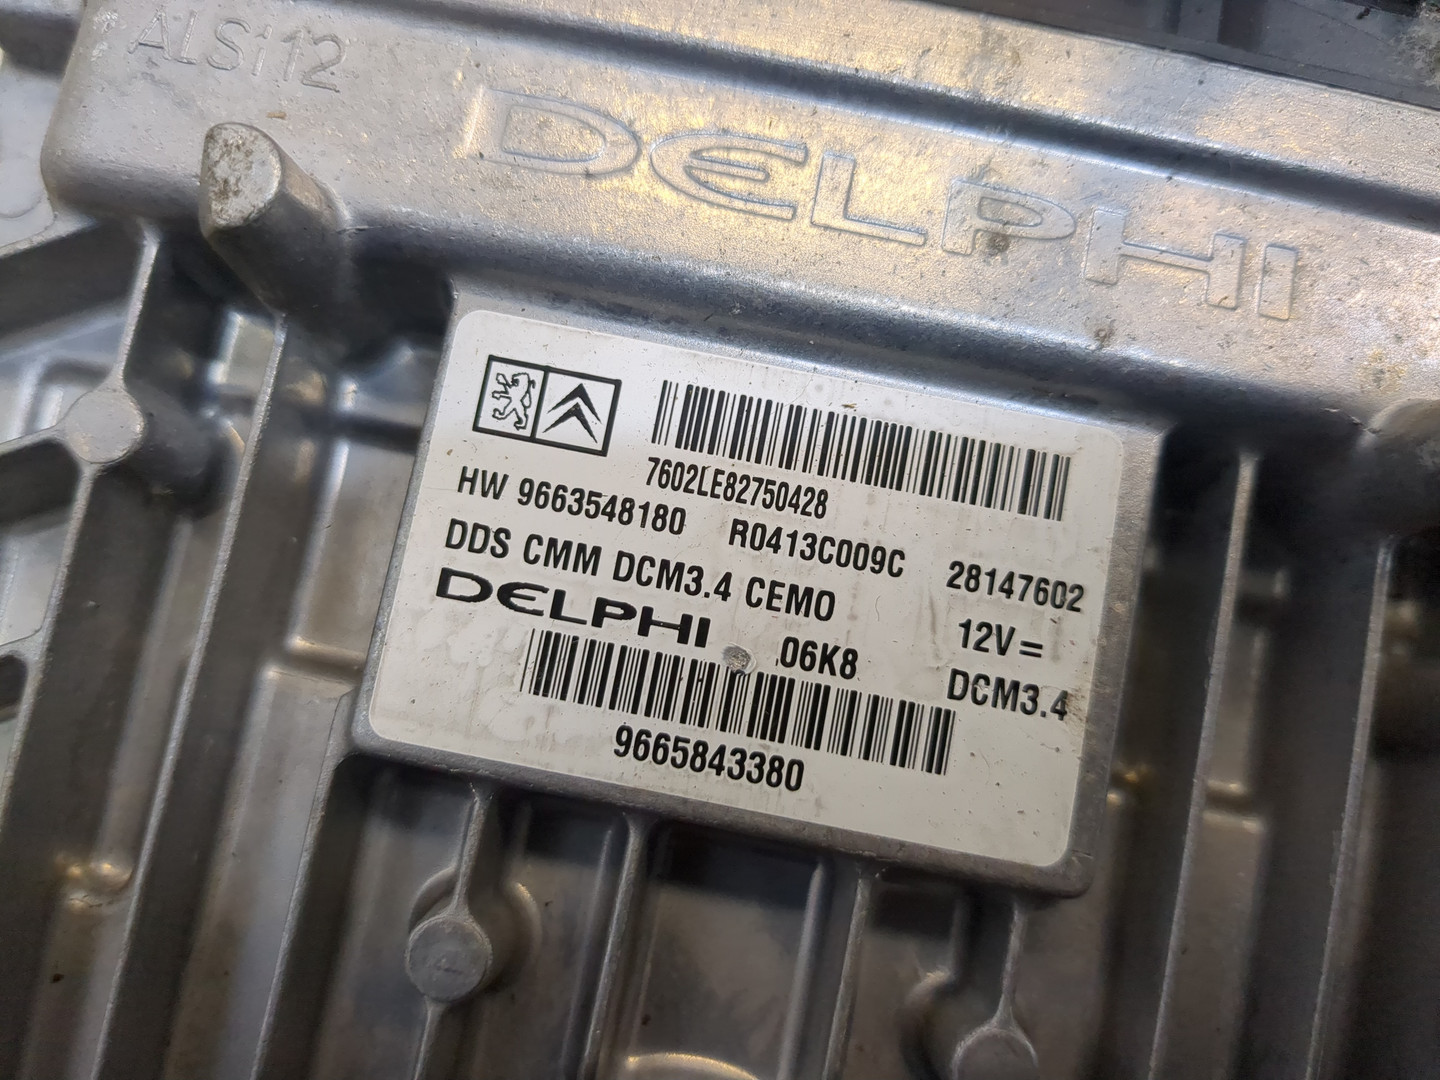 ALSi12
DELPHI
7602LE82750428
HW 9663548180 R0413C009C 28147602
DDS CMM DCM3.4 CEMO 12V=
DELPHI 06K8 DCM3.4
9665843380